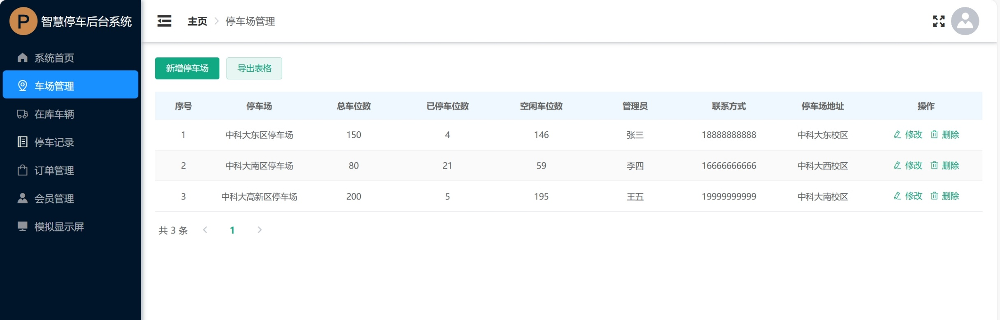 P 智慧停车后台系统
系统首页
车场管理
在库车辆
停车记录
订单管理
会员管理
模拟显示屏
主页 > 停车场管理
新增停车场 导出表格
序号 停车场 总车位数 已停车位数 空闲车位数 管理员 联系方式 停车场地址 操作
1 中科大东区停车场 150 4 146 张三 18888888888 中科大东校区 修改 删除
2 中科大南区停车场 80 21 59 李四 16666666666 中科大西校区 修改 删除
3 中科大高新区停车场 200 5 195 王五 19999999999 中科大南校区 修改 删除
共 3 条 < 1 >